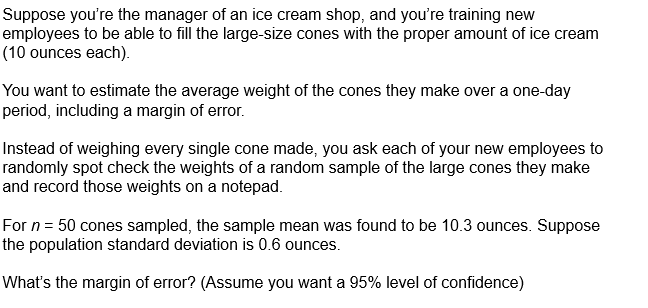 Suppose you're the manager of an ice cream shop, and you're training new
employees to be able to fill the large-size cones with the proper amount of ice cream
(10 ounces each).
You want to estimate the average weight of the cones they make over a one-day
period, including a margin of error.
Instead of weighing every single cone made, you ask each of your new employees to
randomly spot check the weights of a random sample of the large cones they make
and record those weights on a notepad.
For n = 50 cones sampled, the sample mean was found to be 10.3 ounces. Suppose
the population standard deviation is 0.6 ounces.
What's the margin of error? (Assume you want a 95% level of confidence)